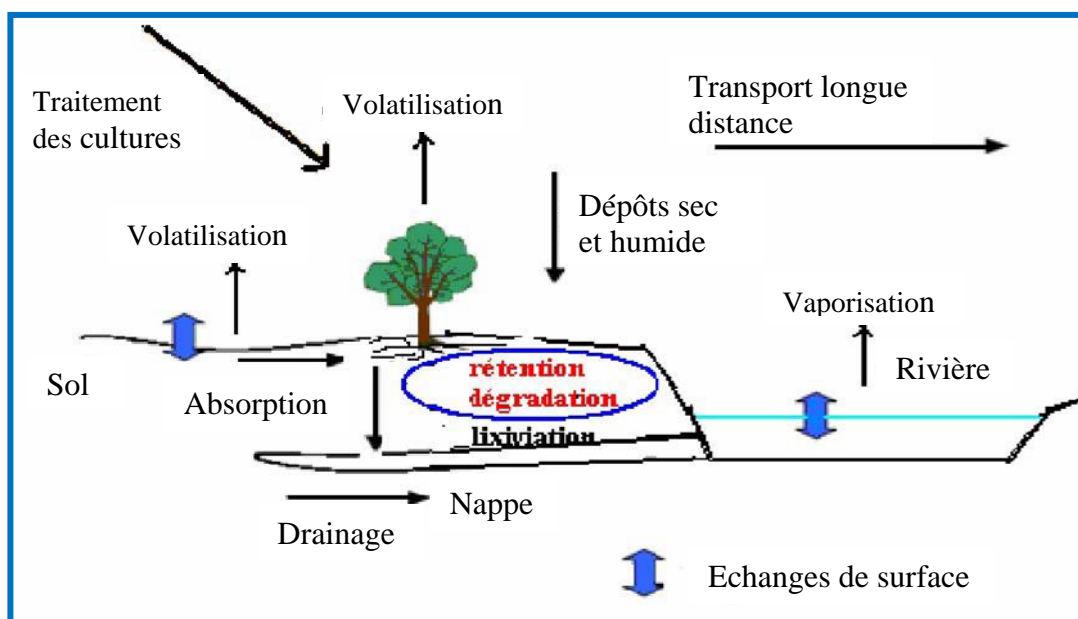 Traitement
des cultures
Volatilisation
Transport longue
distance
Volatilisation
Dépôts sec
et humide
Vaporisation
Sol
Absorption
rétention
dégradation
lixiviation
Rivière
Drainage
Nappe
Echanges de surface